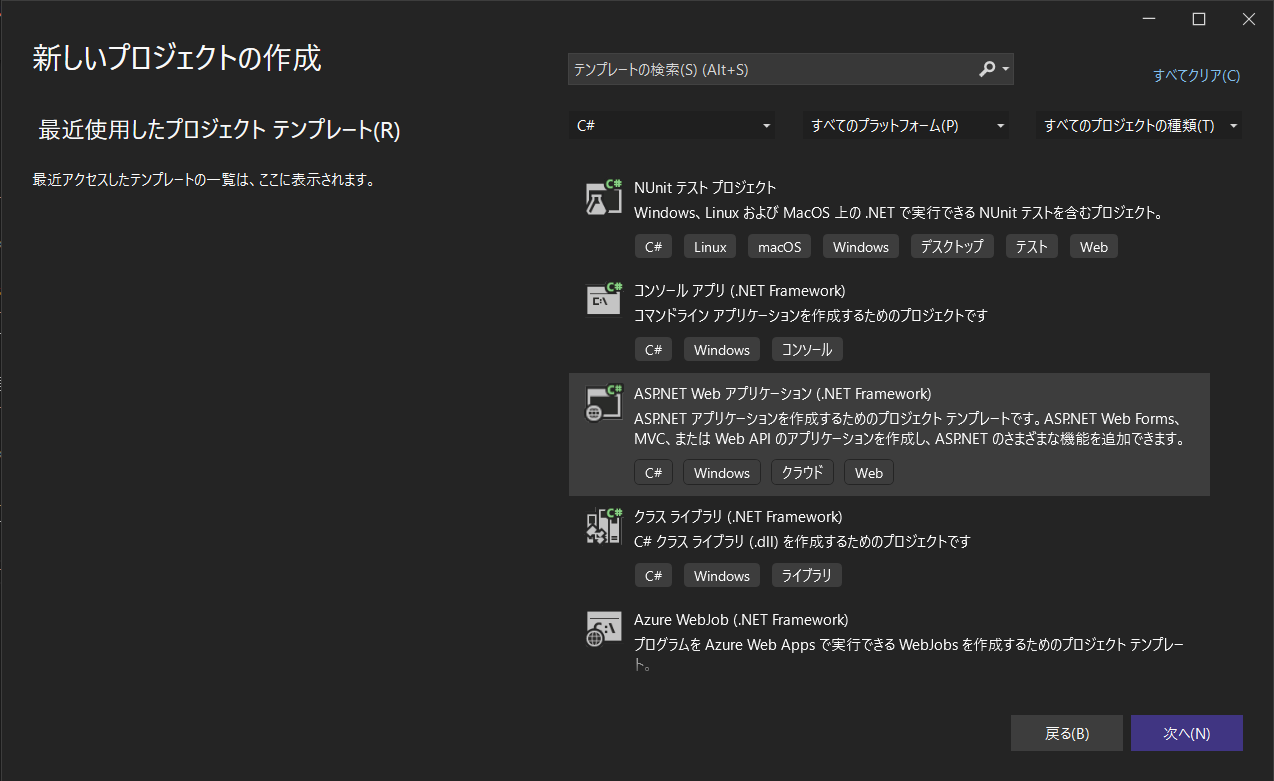 新しいプロジェクトの作成
最近使用したプロジェクト テンプレート(R)
最近アクセスしたテンプレートの一覧は、ここに表示されます。
テンプレートの検索(S) (Alt+S)
すべてクリア(C)
C#
すべてのプラットフォーム(P)
すべてのプロジェクトの種類(T)
C#
NUnit テスト プロジェクト
Windows、Linux および MacOS 上の .NET で実行できる NUnit テストを含むプロジェクト。
C# Linux macOS Windows デスクトップ テスト Web
C#
コンソール アプリ (.NET Framework)
コマンドライン アプリケーションを作成するためのプロジェクトです
C# Windows コンソール
C#
ASP.NET Web アプリケーション (.NET Framework)
ASP.NET アプリケーションを作成するためのプロジェクト テンプレートです。ASP.NET Web Forms、
MVC、または Web API のアプリケーションを作成し、ASP.NET のさまざまな機能を追加できます。
C# Windows クラウド Web
C#
クラス ライブラリ (.NET Framework)
C# クラス ライブラリ (.dll) を作成するためのプロジェクトです
C# Windows ライブラリ
Azure WebJob (.NET Framework)
プログラムを Azure Web Apps で実行できる WebJobs を作成するためのプロジェクト テンプレー
ト。
戻る(B)
次へ(N)